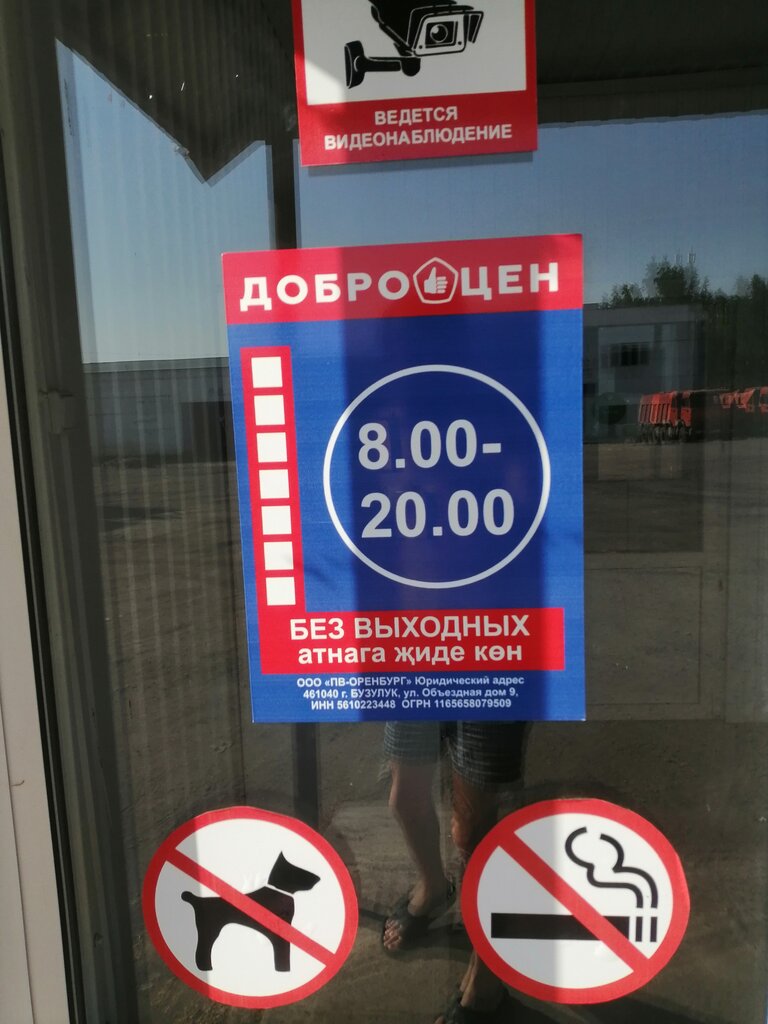 ВЕДЕТСЯ
ВИДЕОНАБЛЮДЕНИЕ
ДОБРОЦЕН
8.00-
20.00
БЕЗ ВЫХОДНЫХ
атнага җиде көн
ООО «ПВ-ОРЕНБУРГ» Юридический адрес
461040 г. БУЗУЛУК, ул. Объездная дом 9,
ИНН 5610223448 ОГРН 1165658079509